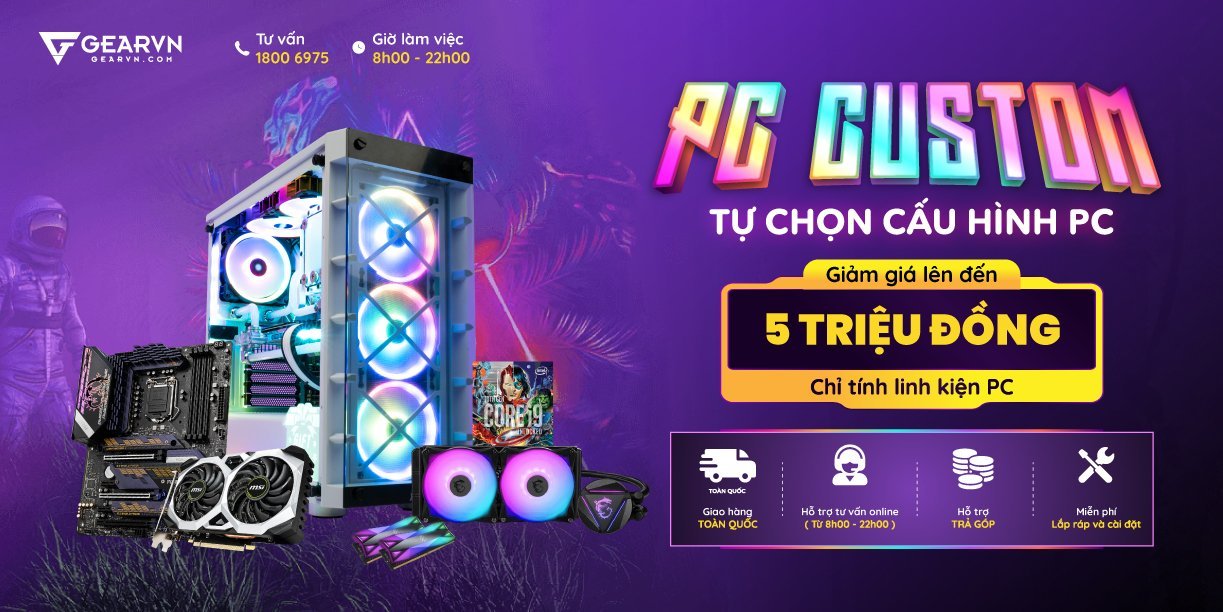 GEARVN
GEARVN.COM
Tư vấn
1800 6975
Giờ làm việc
8h00 - 22h00
PC CUSTOM
TỰ CHỌN CẤU HÌNH PC
Giảm giá lên đến
5 TRIỆU ĐỒNG
Chỉ tính linh kiện PC
TOÀN QUỐC
Giao hàng
TOÀN QUỐC
Hỗ trợ tư vấn online
( Từ 8h00 - 22h00 )
Hỗ trợ
TRẢ GÓP
Miễn phí
Lắp ráp và cài đặt
intel
CORE i9
UNLOCKED
msi
msi